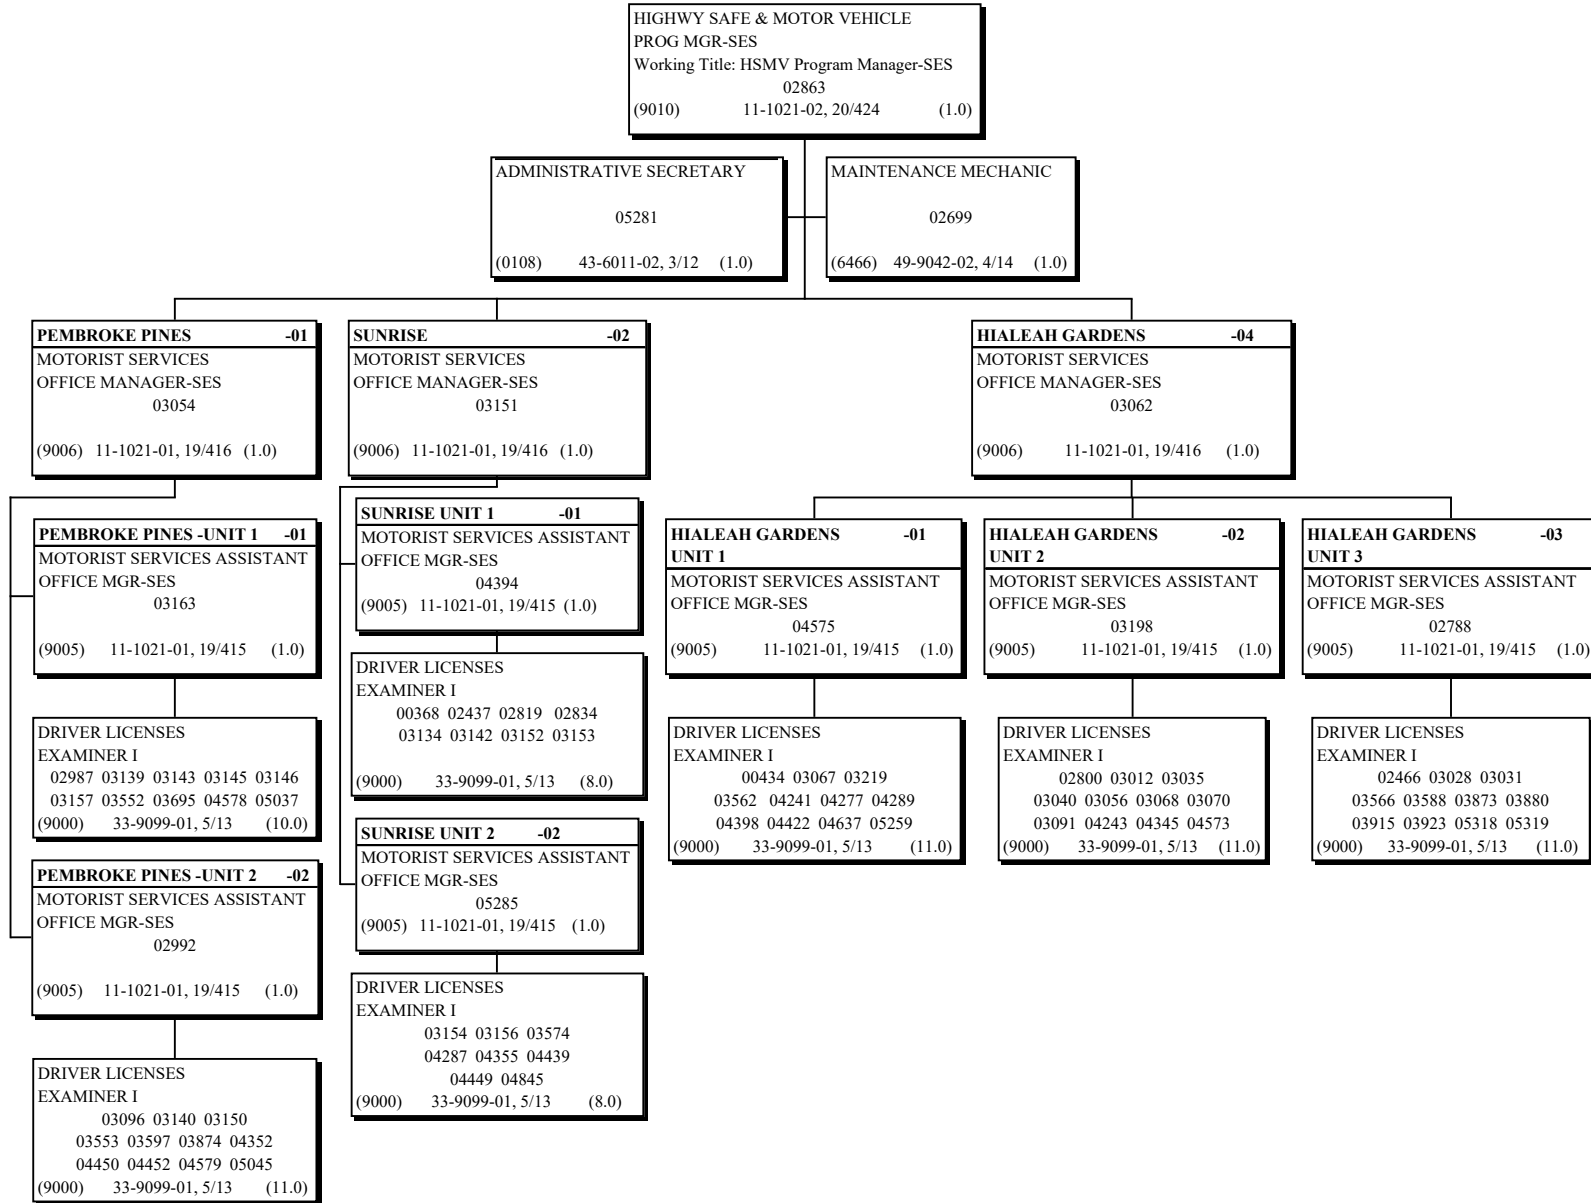 HIGHWY SAFE & MOTOR VEHICLE
PROG MGR-SES
Working Title: HSMV Program Manager-SES
02863
(9010) 11-1021-02, 20/424 (1.0)
ADMINISTRATIVE SECRETARY
05281
(0108) 43-6011-02, 3/12 (1.0)
MAINTENANCE MECHANIC
02699
(6466) 49-9042-02, 4/14 (1.0)
PEMBROKE PINES -01
MOTORIST SERVICES
OFFICE MANAGER-SES
03054
(9006) 11-1021-01, 19/416 (1.0)
PEMBROKE PINES -UNIT 1 -01
MOTORIST SERVICES ASSISTANT
OFFICE MGR-SES
03163
(9005) 11-1021-01, 19/415 (1.0)
DRIVER LICENSES
EXAMINER I
02987 03139 03143 03145 03146
03157 03552 03695 04578 05037
(9000) 33-9099-01, 5/13 (10.0)
PEMBROKE PINES -UNIT 2 -02
MOTORIST SERVICES ASSISTANT
OFFICE MGR-SES
02992
(9005) 11-1021-01, 19/415 (1.0)
DRIVER LICENSES
EXAMINER I
03096 03140 03150
03553 03597 03874 04352
04450 04452 04579 05045
(9000) 33-9099-01, 5/13 (11.0)
SUNRISE -02
MOTORIST SERVICES
OFFICE MANAGER-SES
03151
(9006) 11-1021-01, 19/416 (1.0)
SUNRISE UNIT 1 -01
MOTORIST SERVICES ASSISTANT
OFFICE MGR-SES
04394
(9005) 11-1021-01, 19/415 (1.0)
DRIVER LICENSES
EXAMINER I
00368 02437 02819 02834
03134 03142 03152 03153
(9000) 33-9099-01, 5/13 (8.0)
SUNRISE UNIT 2 -02
MOTORIST SERVICES ASSISTANT
OFFICE MGR-SES
05285
(9005) 11-1021-01, 19/415 (1.0)
DRIVER LICENSES
EXAMINER I
03154 03156 03574
04287 04355 04439
04449 04845
(9000) 33-9099-01, 5/13 (8.0)
HIALEAH GARDENS -04
MOTORIST SERVICES
OFFICE MANAGER-SES
03062
(9006) 11-1021-01, 19/416 (1.0)
HIALEAH GARDENS -01
UNIT 1
MOTORIST SERVICES ASSISTANT
OFFICE MGR-SES
04575
(9005) 11-1021-01, 19/415 (1.0)
DRIVER LICENSES
EXAMINER I
00434 03067 03219
03562 04241 04277 04289
04398 04422 04637 05259
(9000) 33-9099-01, 5/13 (11.0)
HIALEAH GARDENS -02
UNIT 2
MOTORIST SERVICES ASSISTANT
OFFICE MGR-SES
03198
(9005) 11-1021-01, 19/415 (1.0)
DRIVER LICENSES
EXAMINER I
02800 03012 03035
03040 03056 03068 03070
03091 04243 04345 04573
(9000) 33-9099-01, 5/13 (11.0)
HIALEAH GARDENS -03
UNIT 3
MOTORIST SERVICES ASSISTANT
OFFICE MGR-SES
02788
(9005) 11-1021-01, 19/415 (1.0)
DRIVER LICENSES
EXAMINER I
02466 03028 03031
03566 03588 03873 03880
03915 03923 05318 05319
(9000) 33-9099-01, 5/13 (11.0)